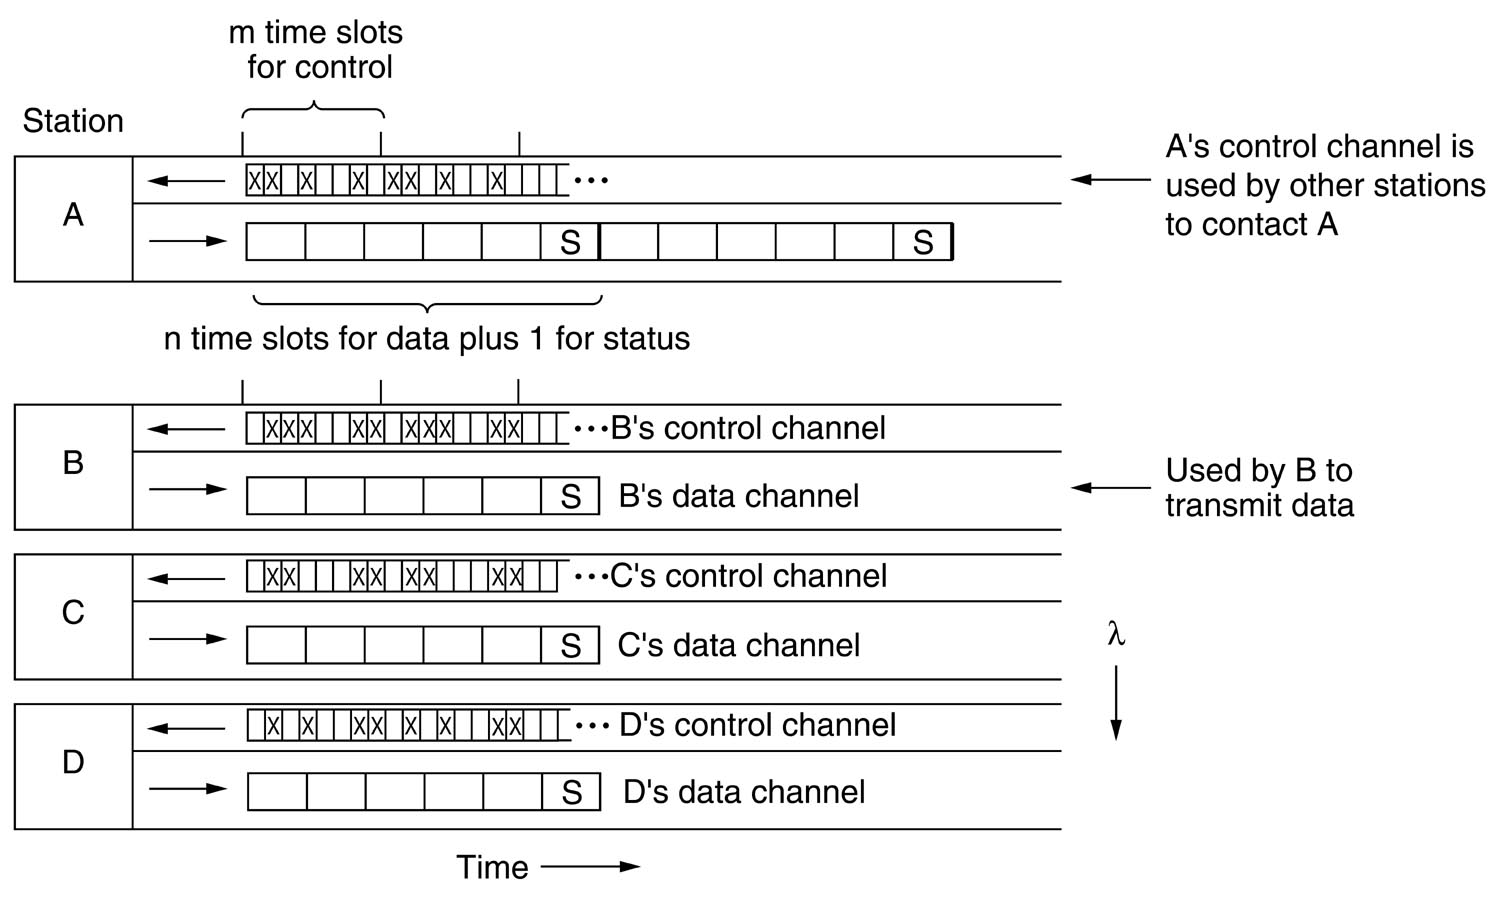 m time slots
for control
Station
A
X X X X X X X X
•••
A's control channel is
used by other stations
to contact A
S S
n time slots for data plus 1 for status
B
X X X X X X X X X X
•••B's control channel
S
B's data channel
Used by B to
transmit data
C
X X X X X X X X
•••C's control channel
S
C's data channel
λ
D
X X X X X X X X
••• D's control channel
S
D's data channel
Time